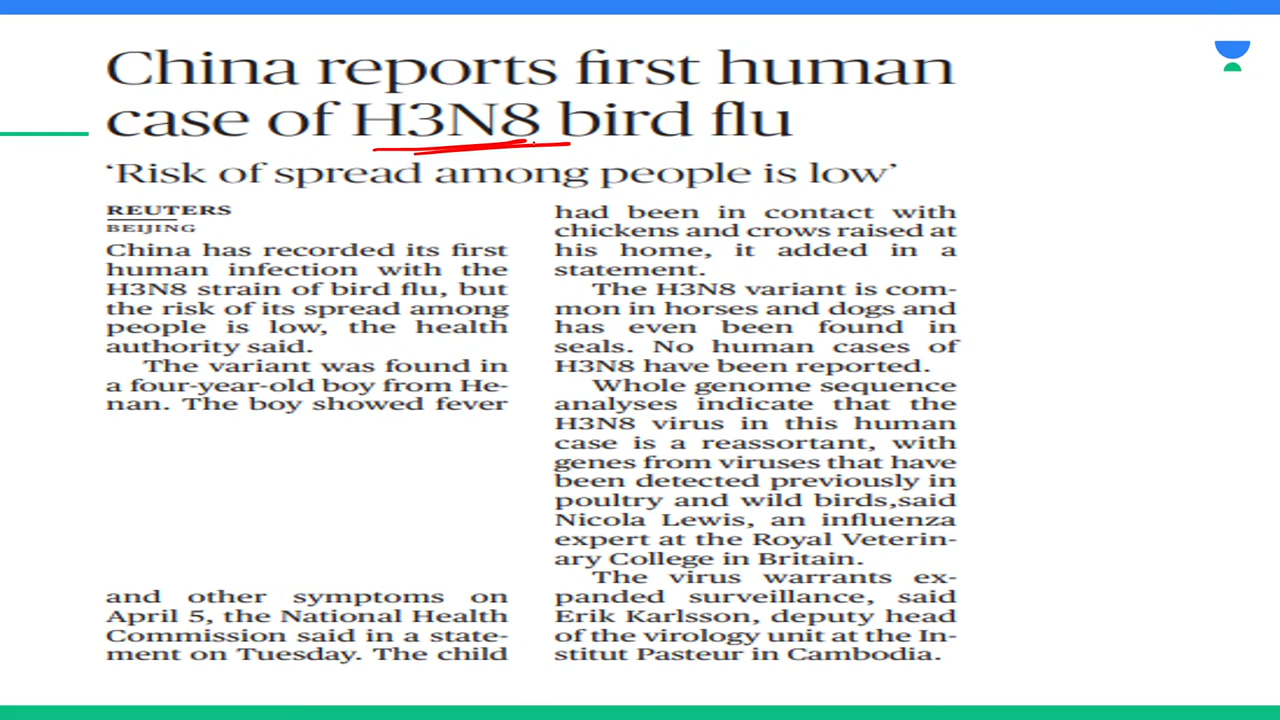 China reports first human
case of H3N8 bird flu
‘Risk of spread among people is low’
REUTERS
BEIJING
China has recorded its first
human infection with the
H3N8 strain of bird flu, but
the risk of its spread among
people is low, the health
authority said.
The variant was found in
a four-year-old boy from He-
nan. The boy showed fever
and other symptoms on
April 5, the National Health
Commission said in a state-
ment on Tuesday. The child
had been in contact with
chickens and crows raised at
his home, it added in a
statement.
The H3N8 variant is com-
mon in horses and dogs and
has even been found in
seals. No human cases of
H3N8 have been reported.
Whole genome sequence
analyses indicate that the
H3N8 virus in this human
case is a reassortant, with
genes from viruses that have
been detected previously in
poultry and wild birds,said
Nicola Lewis, an influenza
expert at the Royal Veterin-
ary College in Britain.
The virus warrants ex-
panded surveillance, said
Erik Karlsson, deputy head
of the virology unit at the In-
stitut Pasteur in Cambodia.